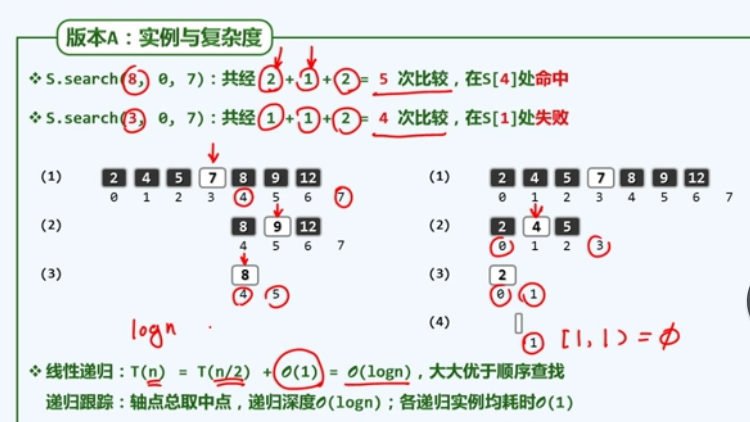 版本A：实例与复杂度
❖ S.search(8, 0, 7)：共经 2 + 1 + 2 = 5 次比较，在S[4]处命中
❖ S.search(3, 0, 7)：共经 1 + 1 + 2 = 4 次比较，在S[1]处失败
(1) 2 4 5 7 8 9 12 (1) 2 4 5 7 8 9 12
0 1 2 3 4 5 6 7 0 1 2 3 4 5 6 7
(2) 8 9 12 (2) 2 4 5
4 5 6 7 0 1 2 3
(3) 8 (3) 2
4 5 0 1
logn (4)
1 [1,1) = ϕ
❖ 线性递归：T(n) = T(n/2) + O(1) = O(logn)，大大优于顺序查找
递归跟踪：轴点总取中点，递归深度O(logn)；各递归实例均耗时O(1)